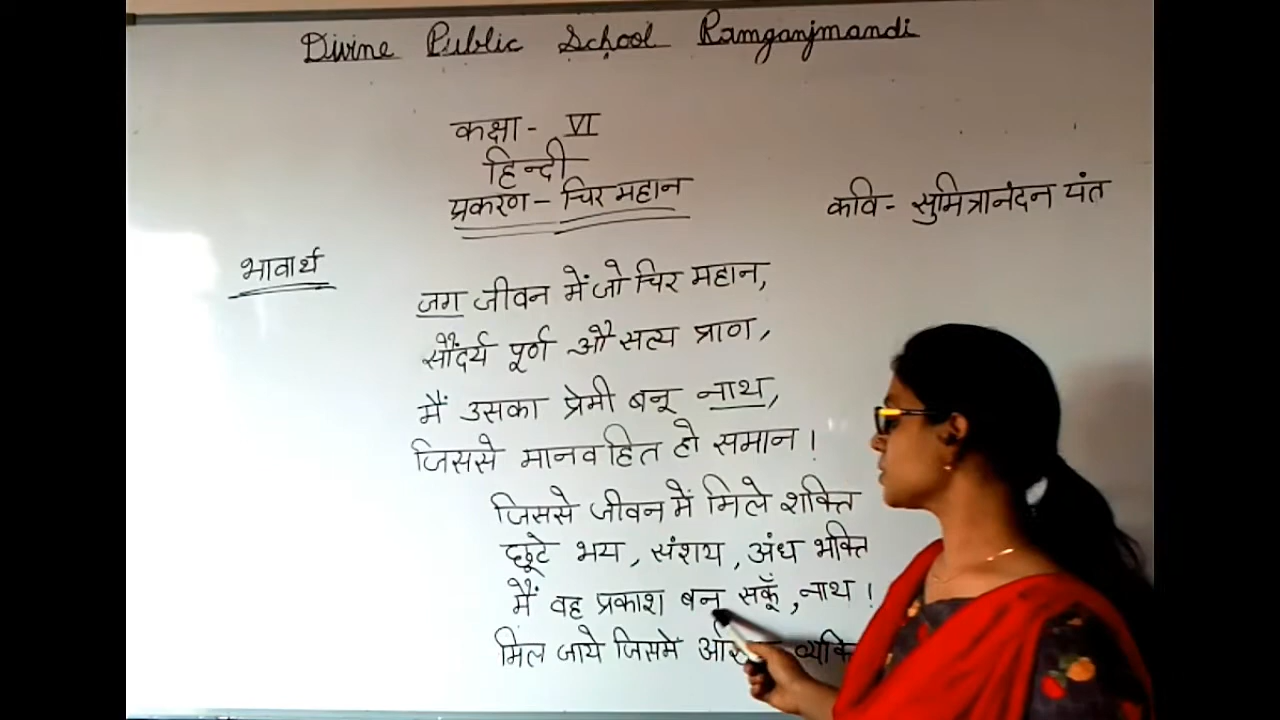 Divine Public School Ramganjmandi
कक्षा - VI
हिन्दी
प्रकरण - चिर महान
कवि - सुमित्रानंदन पंत
भावार्थ
जग जीवन में जो चिर महान,
सौंदर्य पूर्ण औ सत्य प्राण,
मैं उसका प्रेमी बनू नाथ,
जिससे मानव हित हो समान !
जिससे जीवन में मिले शक्ति
छूटे भय, संशय, अंध भक्ति
मैं वह प्रकाश बन सकूँ, नाथ !
मिल जाये जिसमें